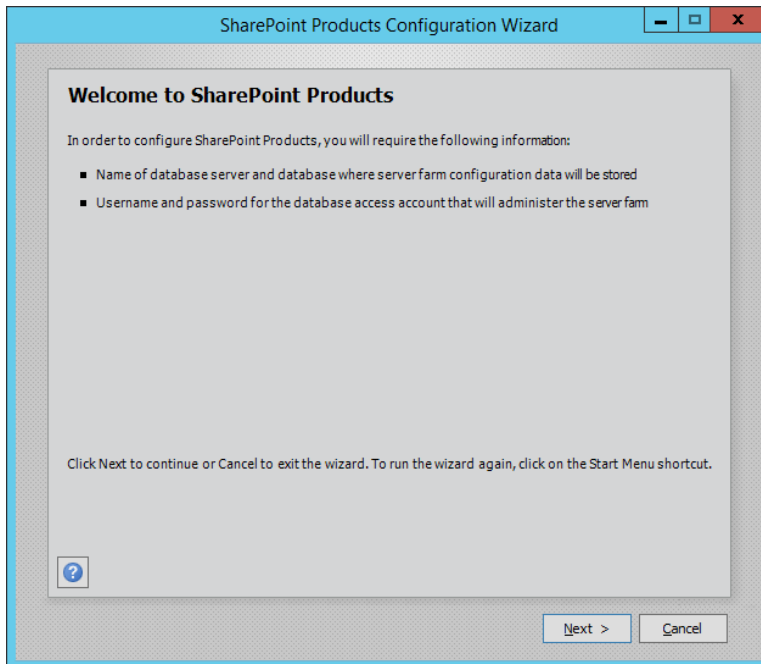 SharePoint Products Configuration Wizard
Welcome to SharePoint Products
In order to configure SharePoint Products, you will require the following information:
Name of database server and database where server farm configuration data will be stored
Username and password for the database access account that will administer the server farm
Click Next to continue or Cancel to exit the wizard. To run the wizard again, click on the Start Menu shortcut.
?
Next > Cancel